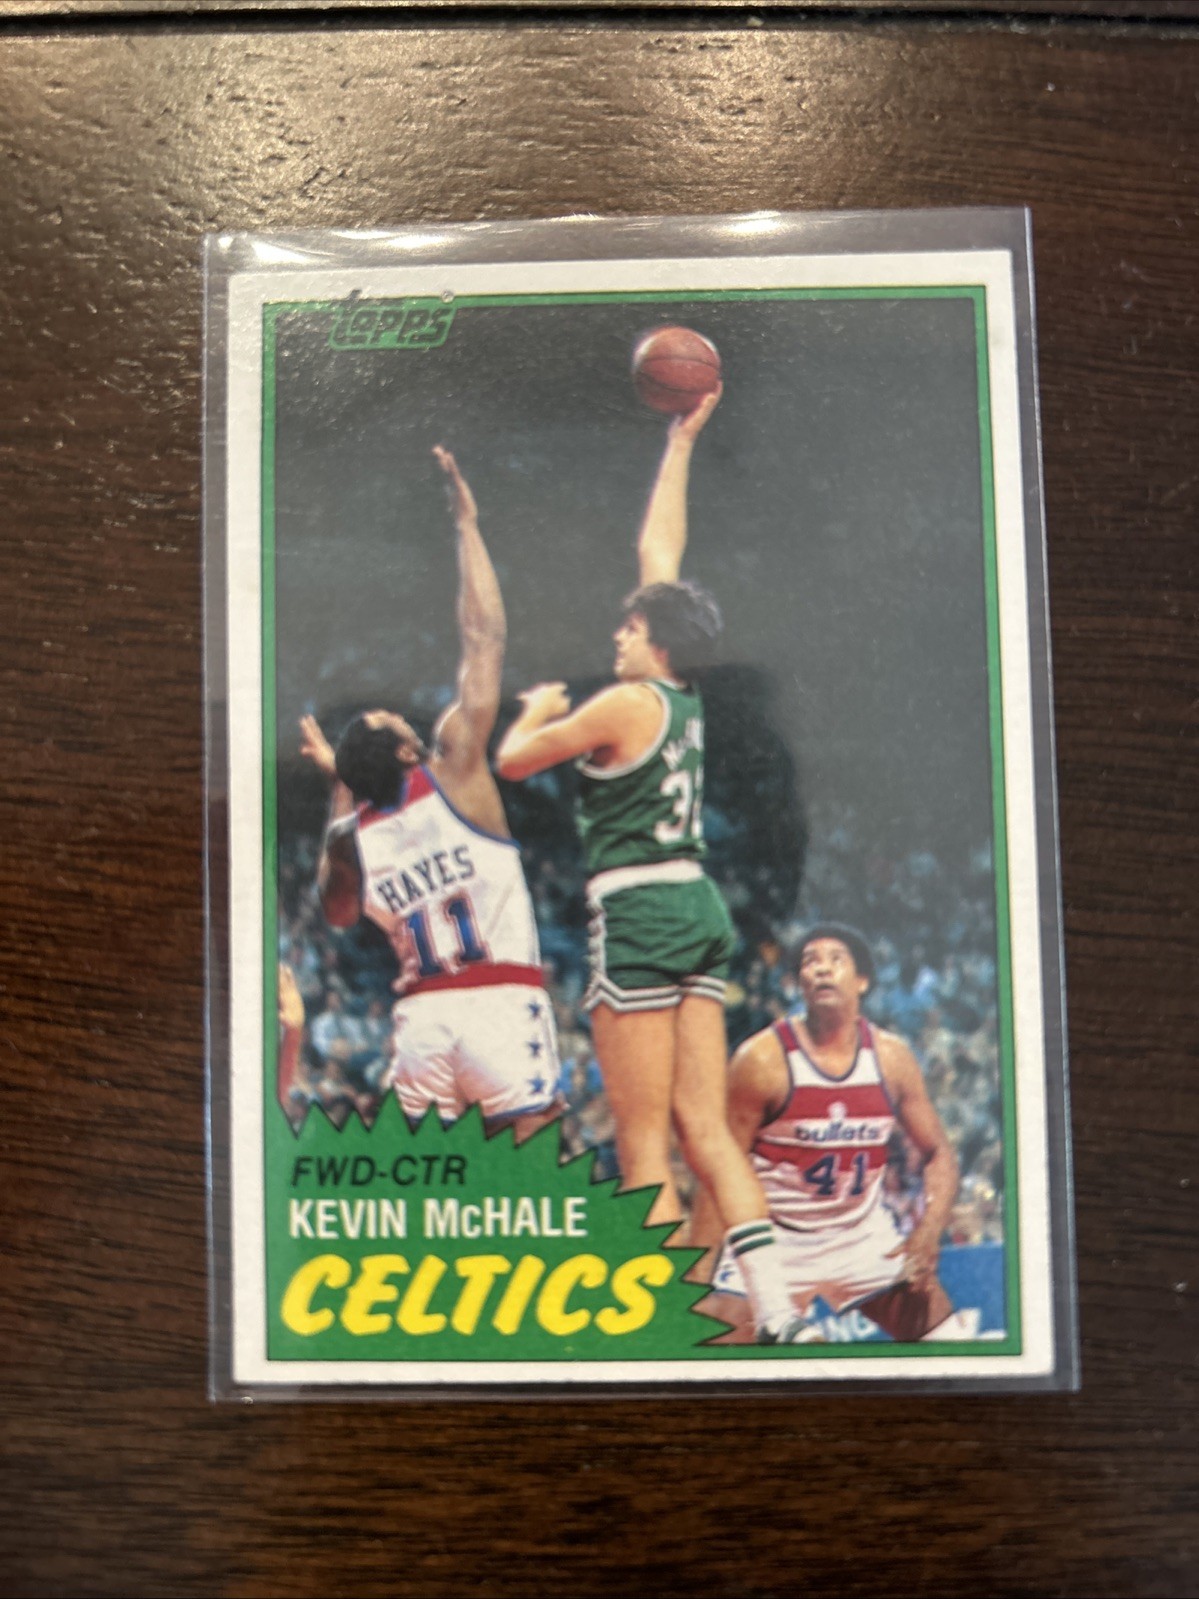 topps
HAYES
11
bullets
41
FWD-CTR
KEVIN McHALE
CELTICS